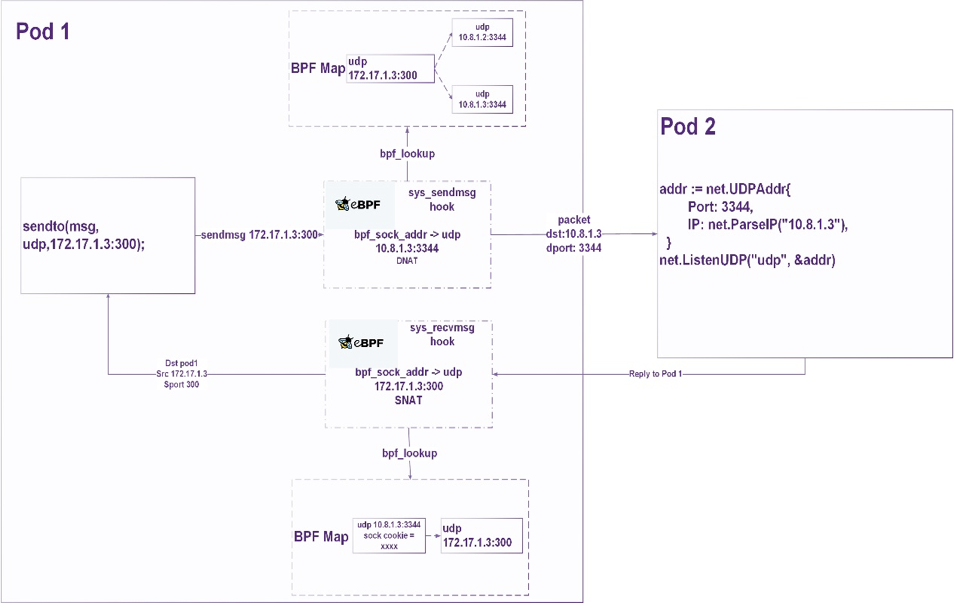 Pod 1
udp
10.8.1.2:3344
BPF Map
udp
172.17.1.3:300
udp
10.8.1.3:3344
bpf_lookup
sendto(msg,
udp,172.17.1.3:300);
sendmsg 172.17.1.3:300
eBPF
sys_sendmsg
hook
bpf_sock_addr -> udp
10.8.1.3:3344
DNAT
packet
dst:10.8.1.3
dport: 3344
Pod 2
addr := net.UDPAddr{
Port: 3344,
IP: net.ParseIP("10.8.1.3"),
}
net.ListenUDP("udp", &addr)
eBPF
sys_recvmsg
hook
bpf_sock_addr -> udp
172.17.1.3:300
SNAT
Dst pod1
Src 172.17.1.3
Sport 300
Reply to Pod 1
bpf_lookup
BPF Map
udp 10.8.1.3:3344
sock cookie =
xxxx
udp
172.17.1.3:300